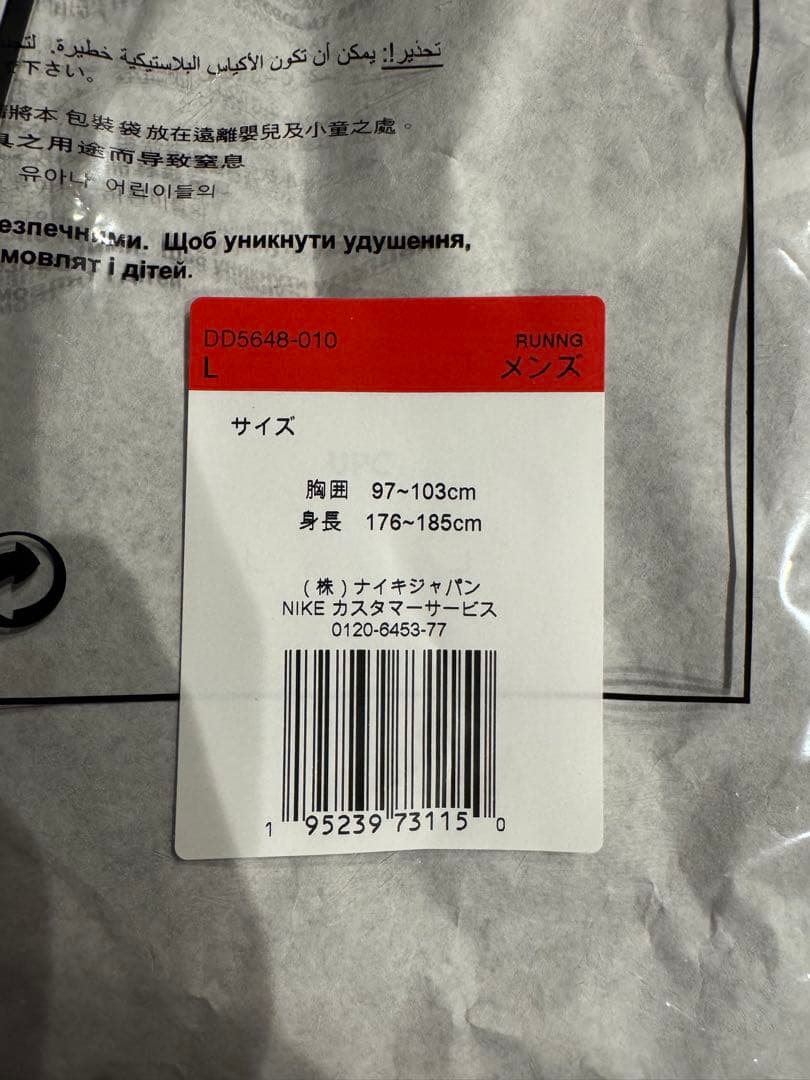 تحذير!: يمكن أن تكون الأكياس البلاستيكية خطيرة.
下さい。
將本 包裝袋 放在遠離嬰兒及小童之處。
之用途而导致窒息
유아나 어린이들의
Щоб уникнути удушення,
і дітей.
DD5648-010 RUNNG
L メンズ
サイズ
UPC
胸囲 97~103cm
身長 176~185cm
(株)ナイキジャパン
NIKE カスタマーサービス
0120-6453-77
1 95239 73115 0